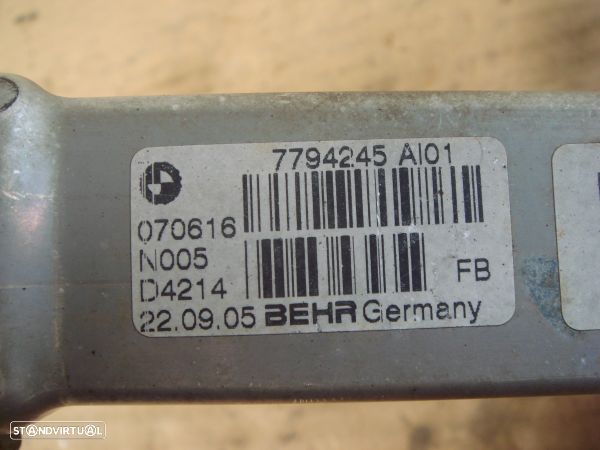 7794245 AI01
070616
N005
D4214
FB
22.09.05 BEHR Germany
STANDVIRTUAL